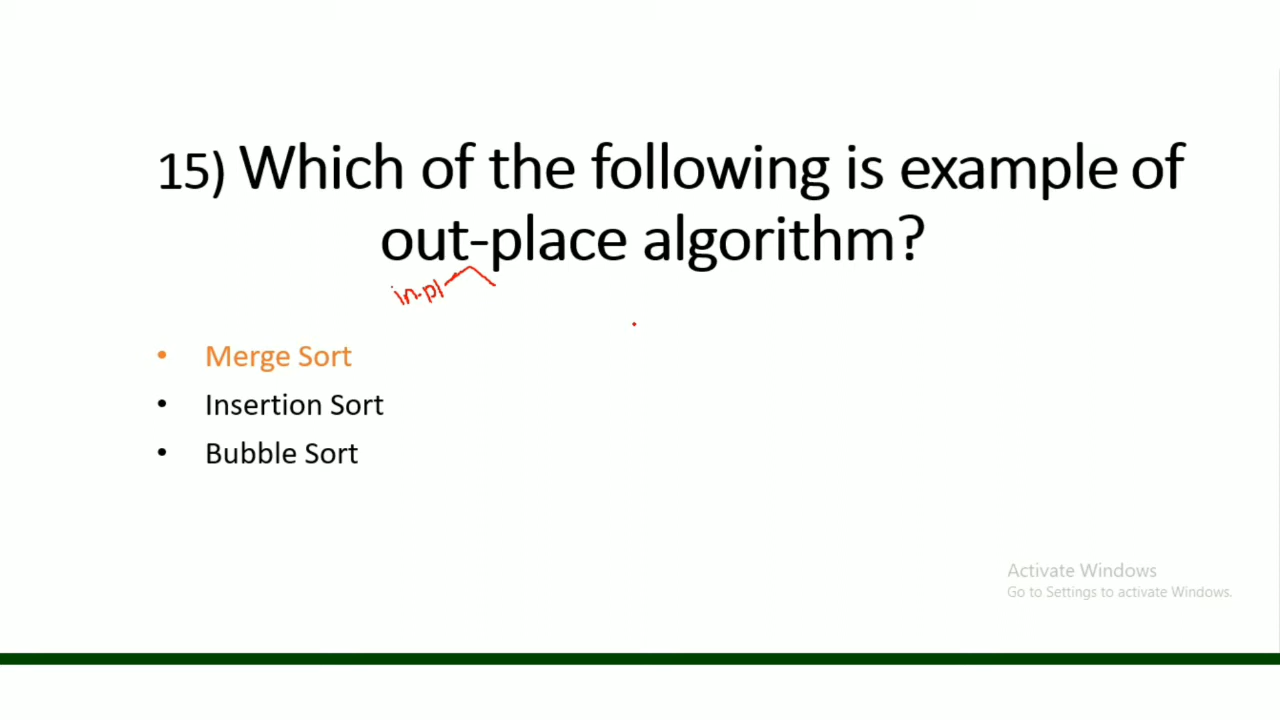 15) Which of the following is example of
out-place algorithm?
in-pl
• Merge Sort
• Insertion Sort
• Bubble Sort
Activate Windows
Go to Settings to activate Windows.